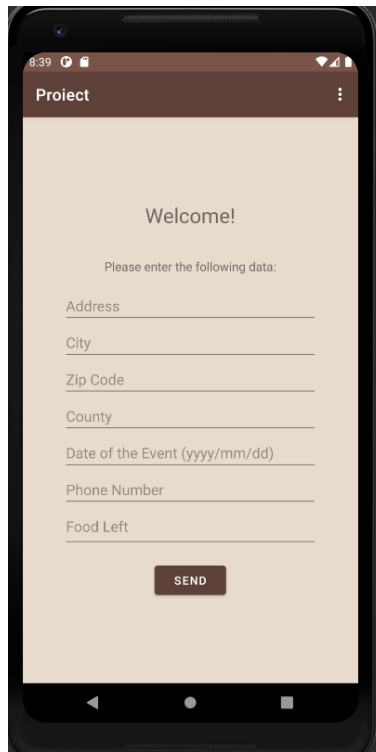 8:39
Proiect
Welcome!
Please enter the following data:
Address
City
Zip Code
County
Date of the Event (yyyy/mm/dd)
Phone Number
Food Left
SEND